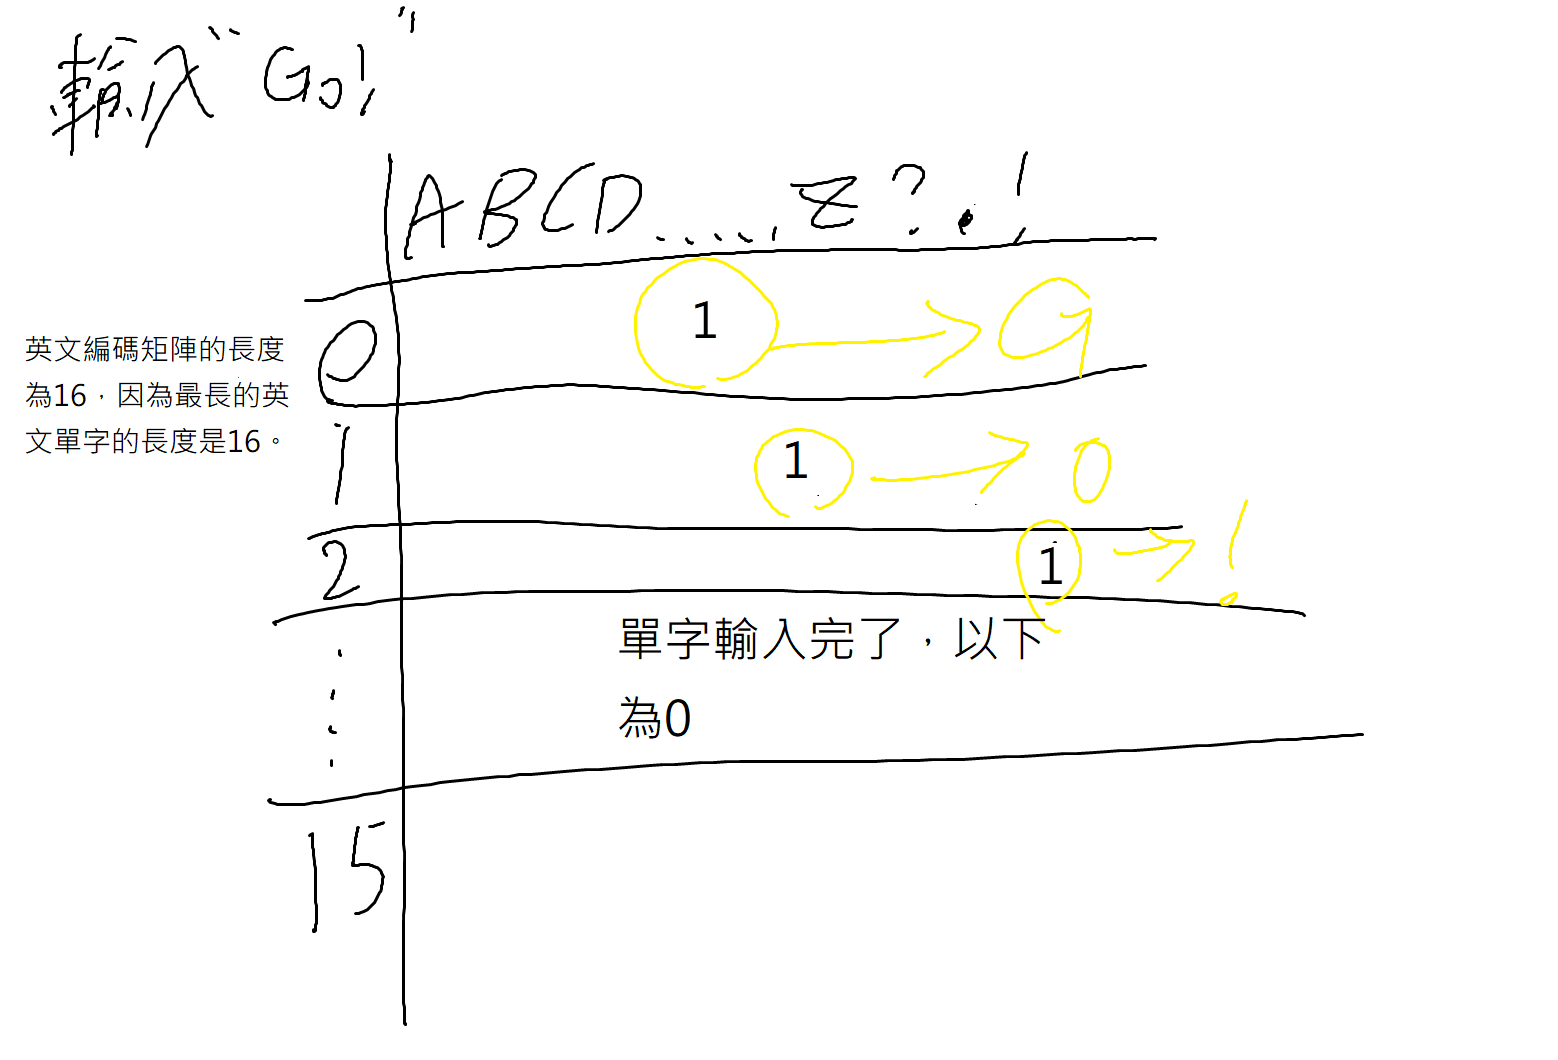 輸入“Go!”
ABCD.....Z?.!
0
1 → g
英文編碼矩陣的長度
為16，因為最長的英
文單字的長度是16。
1
1 → o
2
1 → !
單字輸入完了，以下
為0
15